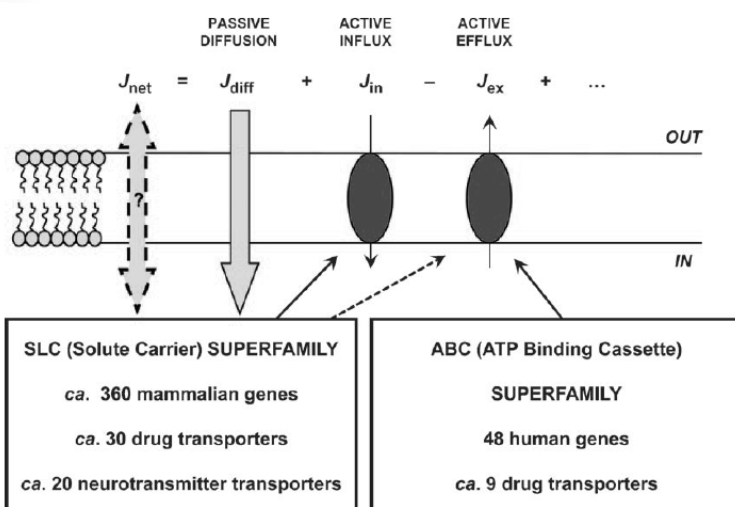 PASSIVE DIFFUSION
ACTIVE INFLUX
ACTIVE EFFLUX
Jnet = Jdiff + Jin − Jex + ...
OUT
?
IN
SLC (Solute Carrier) SUPERFAMILY
ca. 360 mammalian genes
ca. 30 drug transporters
ca. 20 neurotransmitter transporters
ABC (ATP Binding Cassette)
SUPERFAMILY
48 human genes
ca. 9 drug transporters